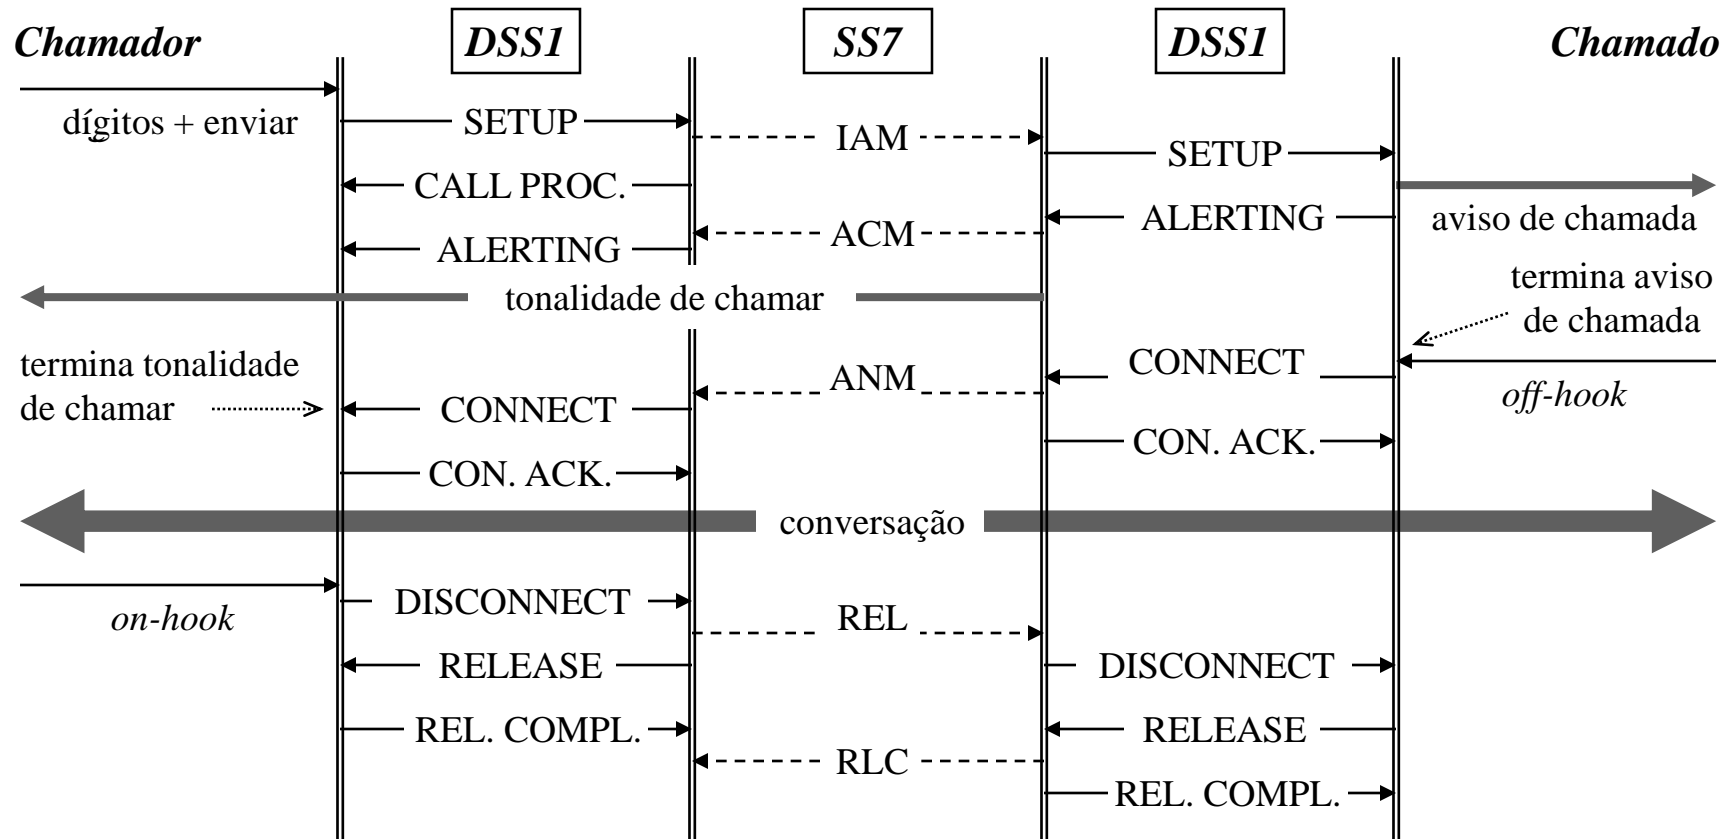 Chamador
DSS1
SS7
DSS1
Chamado
dígitos + enviar
SETUP
IAM
SETUP
CALL PROC.
ALERTING
aviso de chamada
ACM
ALERTING
termina aviso
de chamada
tonalidade de chamar
termina tonalidade
de chamar
CONNECT
ANM
CONNECT
off-hook
CON. ACK.
CON. ACK.
conversação
on-hook
DISCONNECT
REL
RELEASE
DISCONNECT
REL. COMPL.
RELEASE
RLC
REL. COMPL.